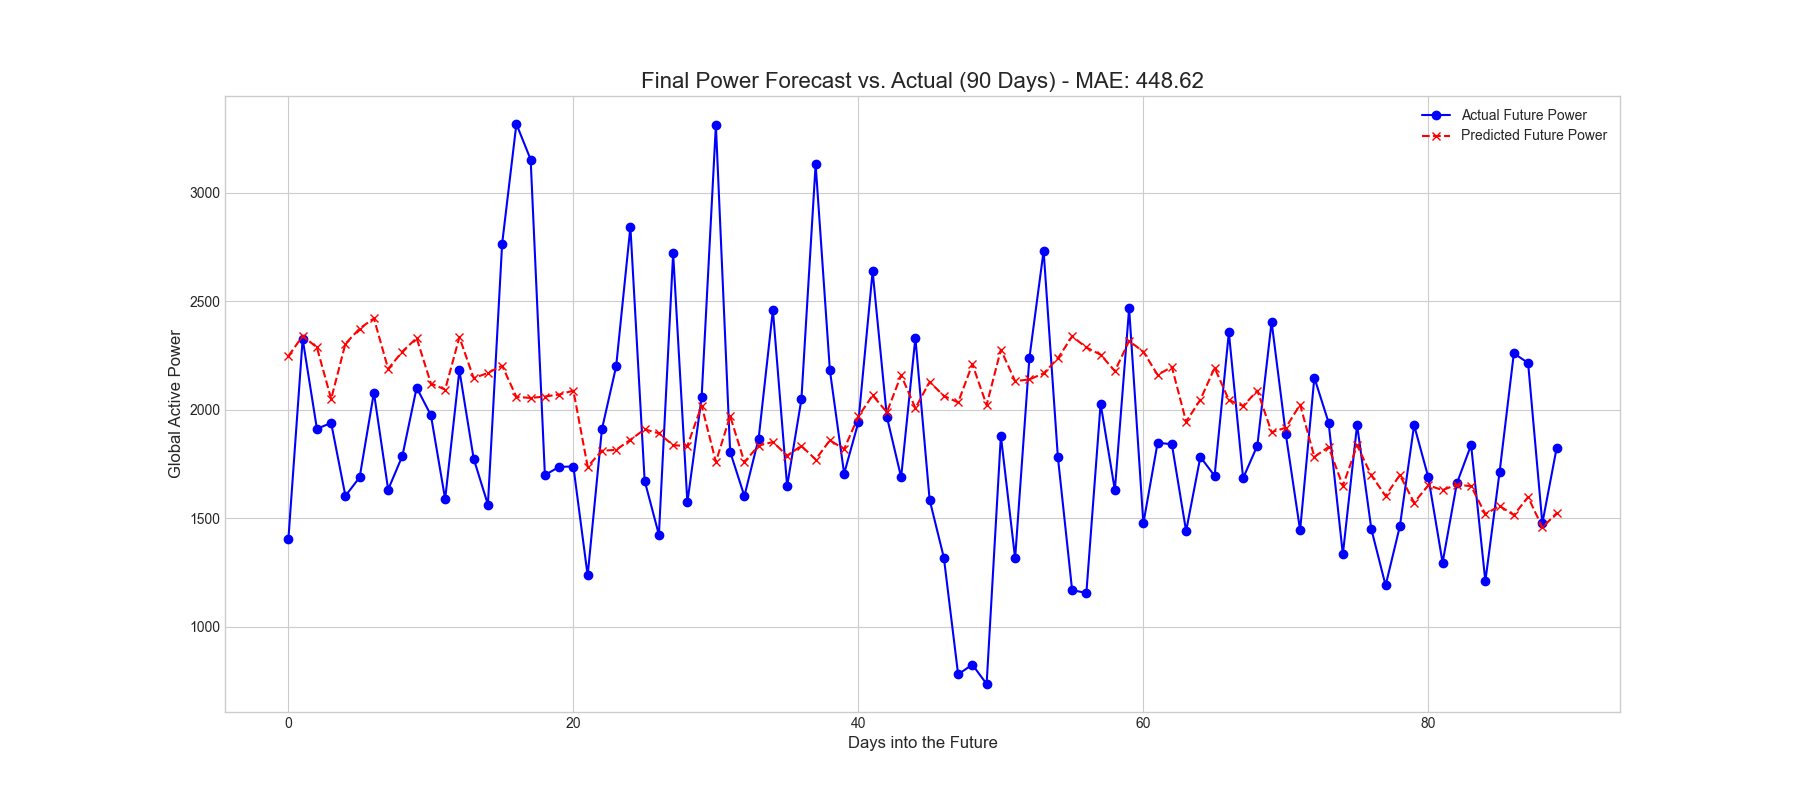 Final Power Forecast vs. Actual (90 Days) - MAE: 448.62
Actual Future Power
Predicted Future Power
Global Active Power
3000
2500
2000
1500
1000
0
20
40
60
80
Days into the Future